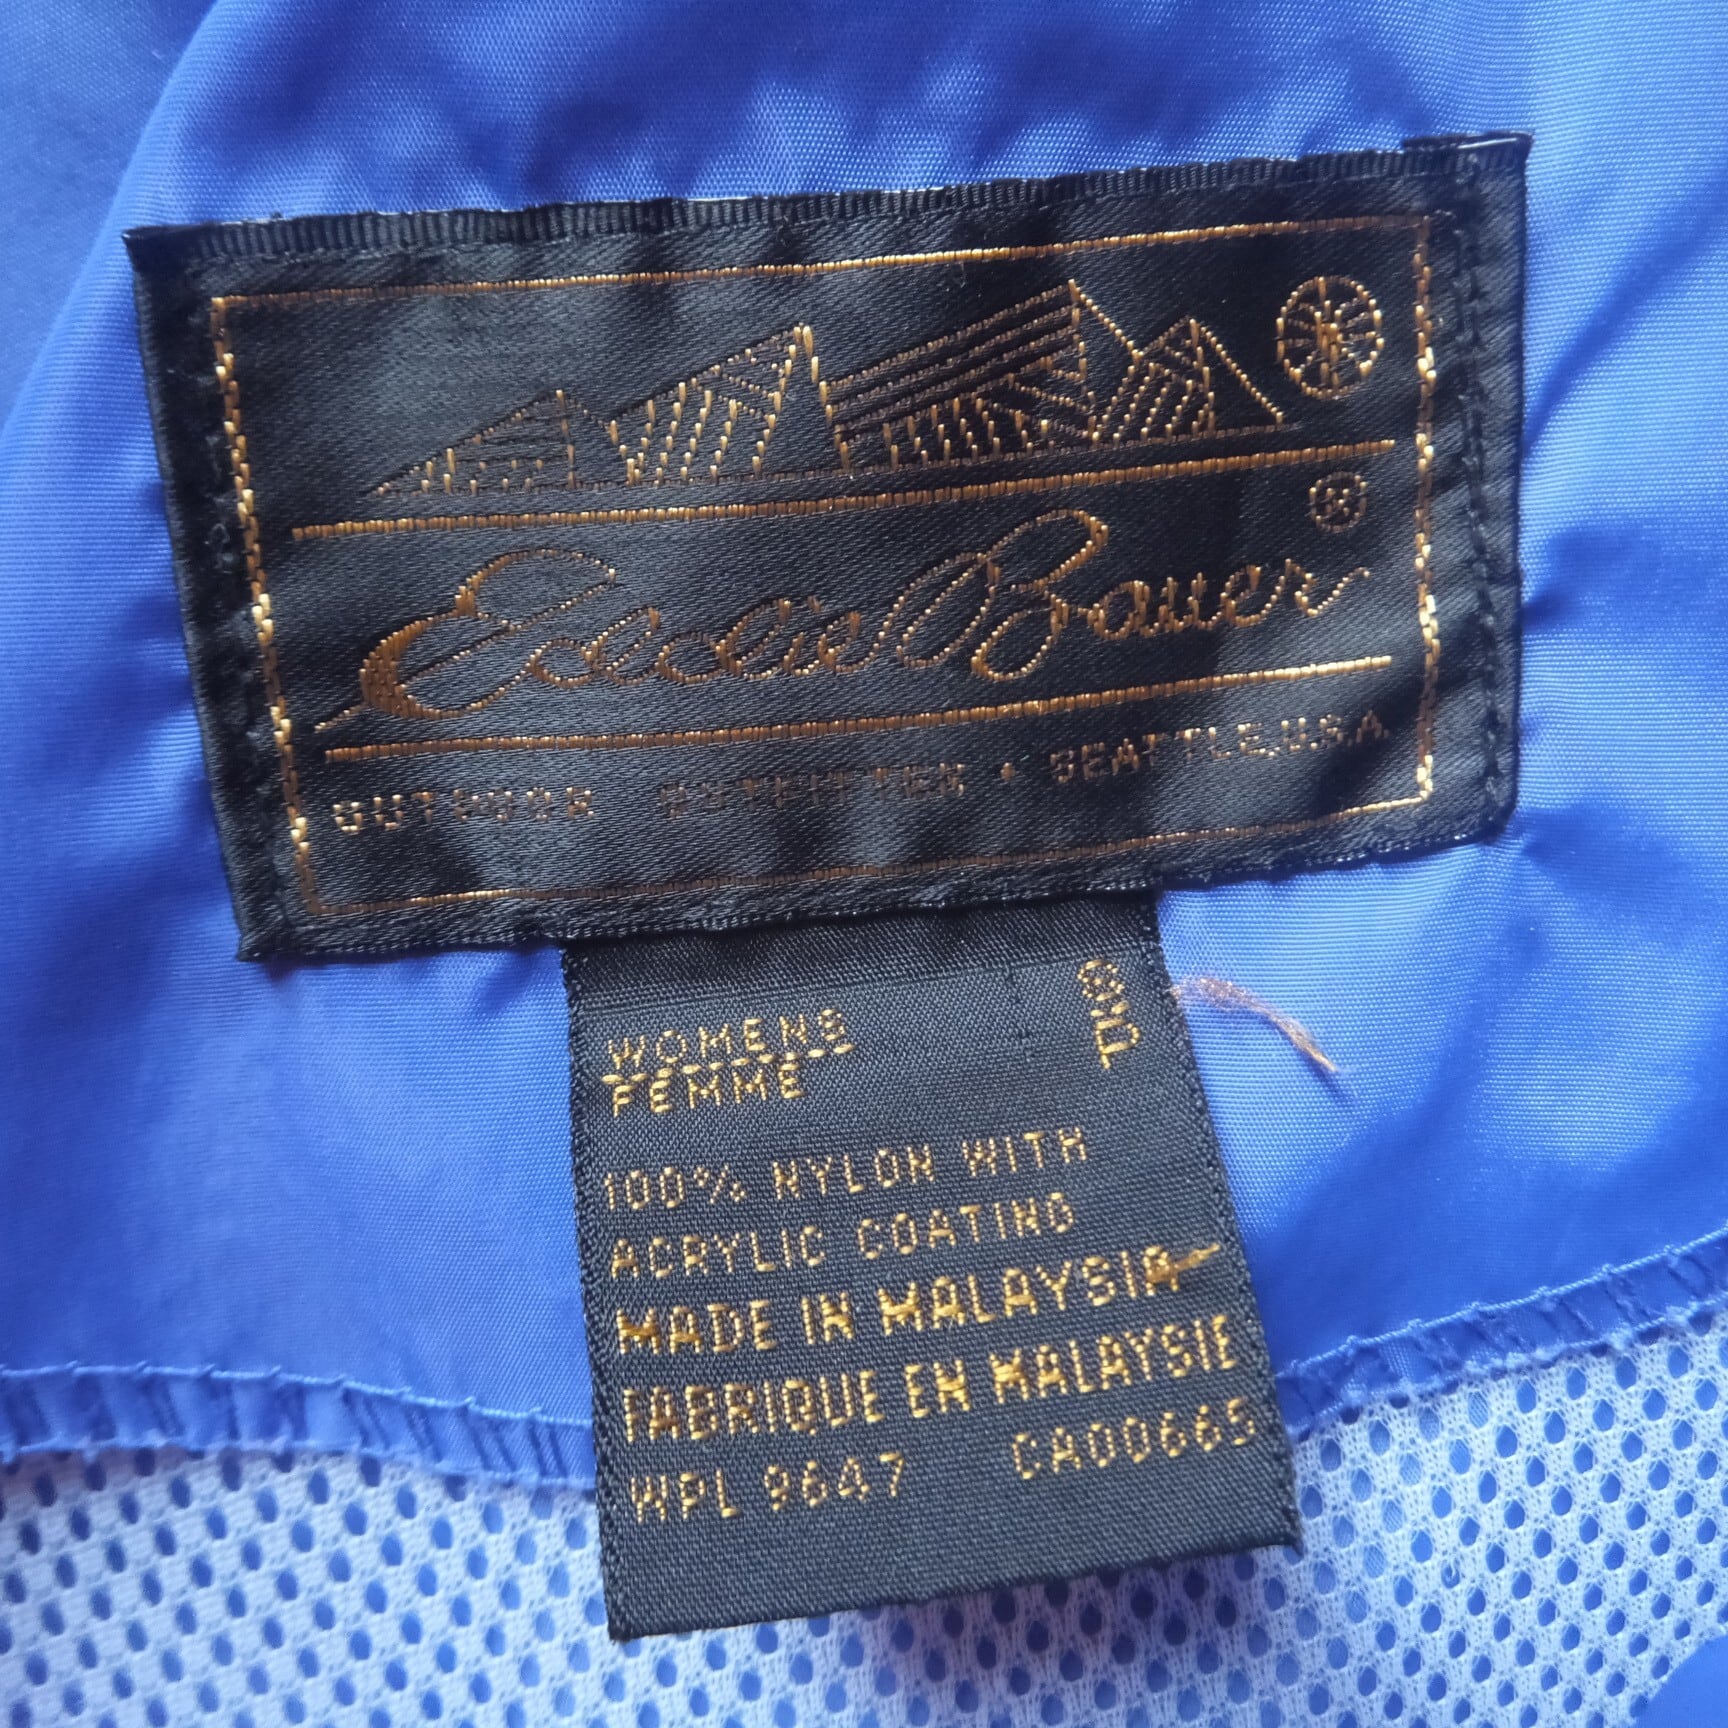 ®
Eddie Bauer
OUTDOOR OUTFITTER • SEATTLE, U.S.A.
WOMENS
FEMME
100% NYLON WITH
ACRYLIC COATING
MADE IN MALAYSIA
FABRIQUE EN MALAYSIE
WPL 9647 CA00665